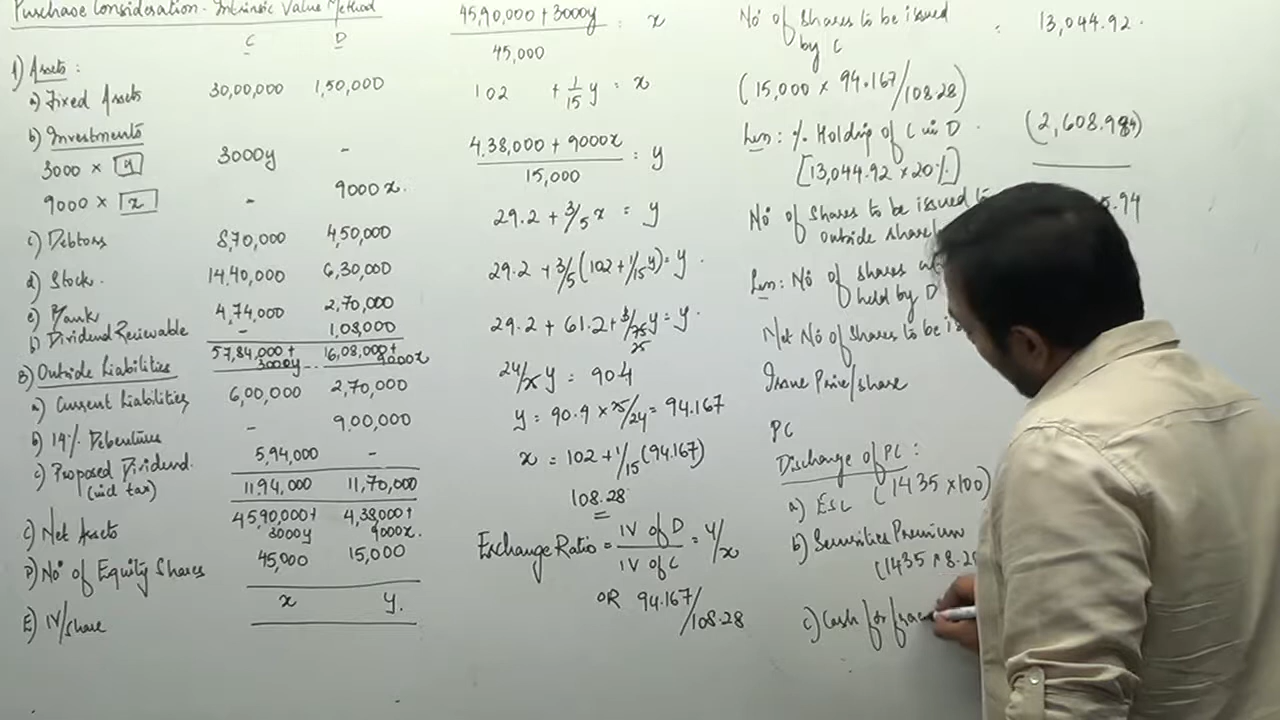 Purchase Consideration - Intrinsic Value Method
C D
A) Assets :
a) Fixed Assets 30,00,000 1,50,000
b) Investments
3000 × y 3000y -
9000 × x - 9000x.
c) Debtors 8,70,000 4,50,000
d) Stock. 14,40,000 6,30,000
e) Bank 4,74,000 2,70,000
b) Dividend Receivable - 1,08,000
57,84,000+ 16,08,000+
3000y 9000x
B) Outside Liabilities
a) Current Liabilities 6,00,000 2,70,000
b) 14% Debentures - 9,00,000
c) Proposed Dividend. 5,94,000 -
(incl tax) 11,94,000 11,70,000
C) Net Assets 45,90,000+ 4,38,000+
3000y 9000x.
D) No of Equity Shares 45,000 15,000
E) IV/share x y.
45,90,000 + 3000y = x
45,000
102 + 1/15 y = x
4,38,000 + 9000x = y
15,000
29.2 + 3/5 x = y
29.2 + 3/5 (102 + 1/15 y) = y.
29.2 + 61.2 + 3/75 y = y.
25
24/25 y = 90.4
y = 90.4 × 25/24 = 94.167
x = 102 + 1/15 (94.167)
108.28
Exchange Ratio = IV of D = y/x
IV of C
OR 94.167/108.28
No of Shares to be issued : 13,044.92.
by C
(15,000 × 94.167/108.28)
Less: % Holding of C in D. (2,608.984)
[13,044.92 × 20%]
No of Shares to be issued to
outside
Less: No of shares
held by D
Net No of Shares to be
Issue Price/share
PC
Discharge of PC :
a) ESC (1435 × 100)
b) Securities Premium
(1435 × 8.28
c) Cash for